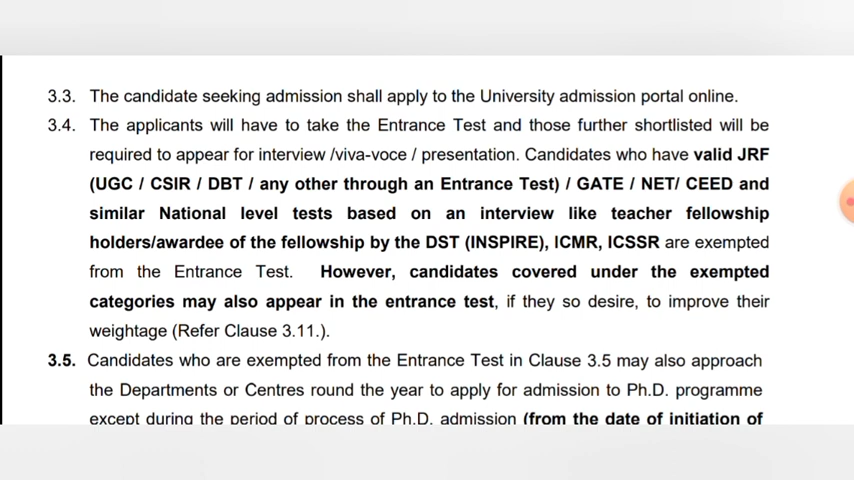 3.3. The candidate seeking admission shall apply to the University admission portal online.
3.4. The applicants will have to take the Entrance Test and those further shortlisted will be
required to appear for interview /viva-voce / presentation. Candidates who have valid JRF
(UGC / CSIR / DBT / any other through an Entrance Test) / GATE / NET/ CEED and
similar National level tests based on an interview like teacher fellowship
holders/awardee of the fellowship by the DST (INSPIRE), ICMR, ICSSR are exempted
from the Entrance Test. However, candidates covered under the exempted
categories may also appear in the entrance test, if they so desire, to improve their
weightage (Refer Clause 3.11.).
3.5. Candidates who are exempted from the Entrance Test in Clause 3.5 may also approach
the Departments or Centres round the year to apply for admission to Ph.D. programme
except during the period of process of Ph.D. admission (from the date of initiation of